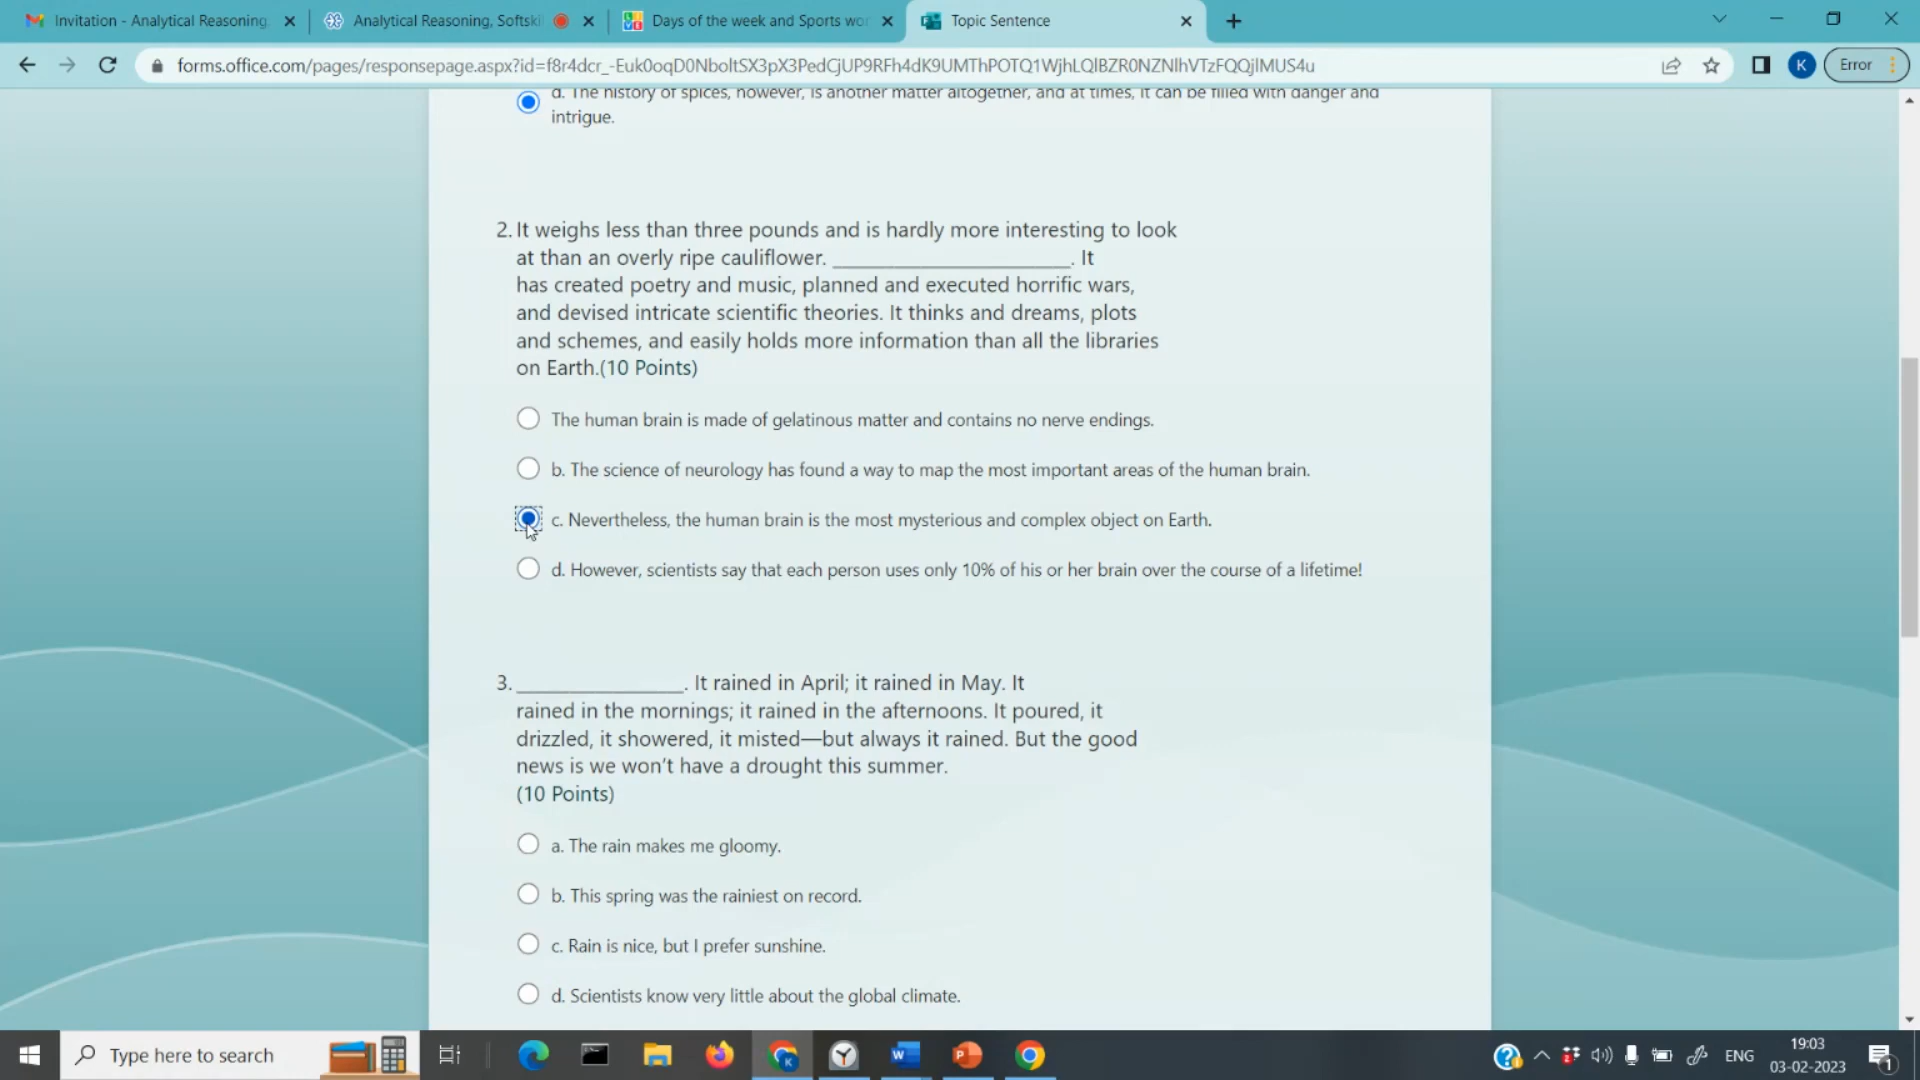 Invitation - Analytical Reasoning,
Analytical Reasoning, Softski
Days of the week and Sports wo
Topic Sentence
forms.office.com/pages/responsepage.aspx?id=f8r4dcr_-Euk0oqD0NboltSX3pX3PedCjUP9RFh4dK9UMThPOTQ1WjhLQlBZR0NZNlhVTzFQQjlMUS4u
K
Error
d. The history of spices, however, is another matter altogether, and at times, it can be filled with danger and
intrigue.
2. It weighs less than three pounds and is hardly more interesting to look
at than an overly ripe cauliflower. ______________________. It
has created poetry and music, planned and executed horrific wars,
and devised intricate scientific theories. It thinks and dreams, plots
and schemes, and easily holds more information than all the libraries
on Earth.(10 Points)
The human brain is made of gelatinous matter and contains no nerve endings.
b. The science of neurology has found a way to map the most important areas of the human brain.
c. Nevertheless, the human brain is the most mysterious and complex object on Earth.
d. However, scientists say that each person uses only 10% of his or her brain over the course of a lifetime!
3. ________________. It rained in April; it rained in May. It
rained in the mornings; it rained in the afternoons. It poured, it
drizzled, it showered, it misted—but always it rained. But the good
news is we won't have a drought this summer.
(10 Points)
a. The rain makes me gloomy.
b. This spring was the rainiest on record.
c. Rain is nice, but I prefer sunshine.
d. Scientists know very little about the global climate.
Type here to search
ENG
19:03
03-02-2023
1